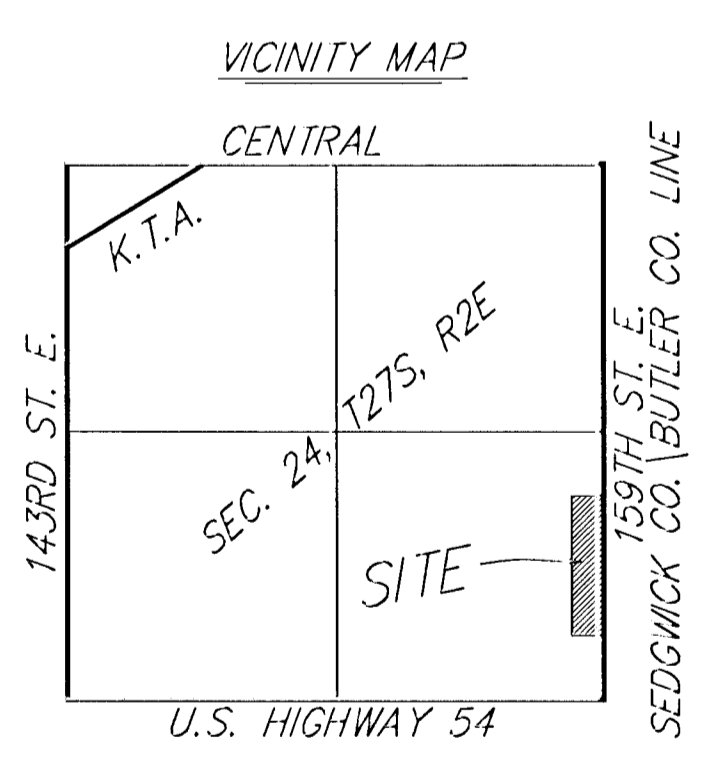 VICINITY MAP
CENTRAL
K.T.A.
143RD ST. E.
SEC. 24, T27S, R2E
SITE
159TH ST. E.
SEDGWICK CO.\BUTLER CO. LINE
U.S. HIGHWAY 54